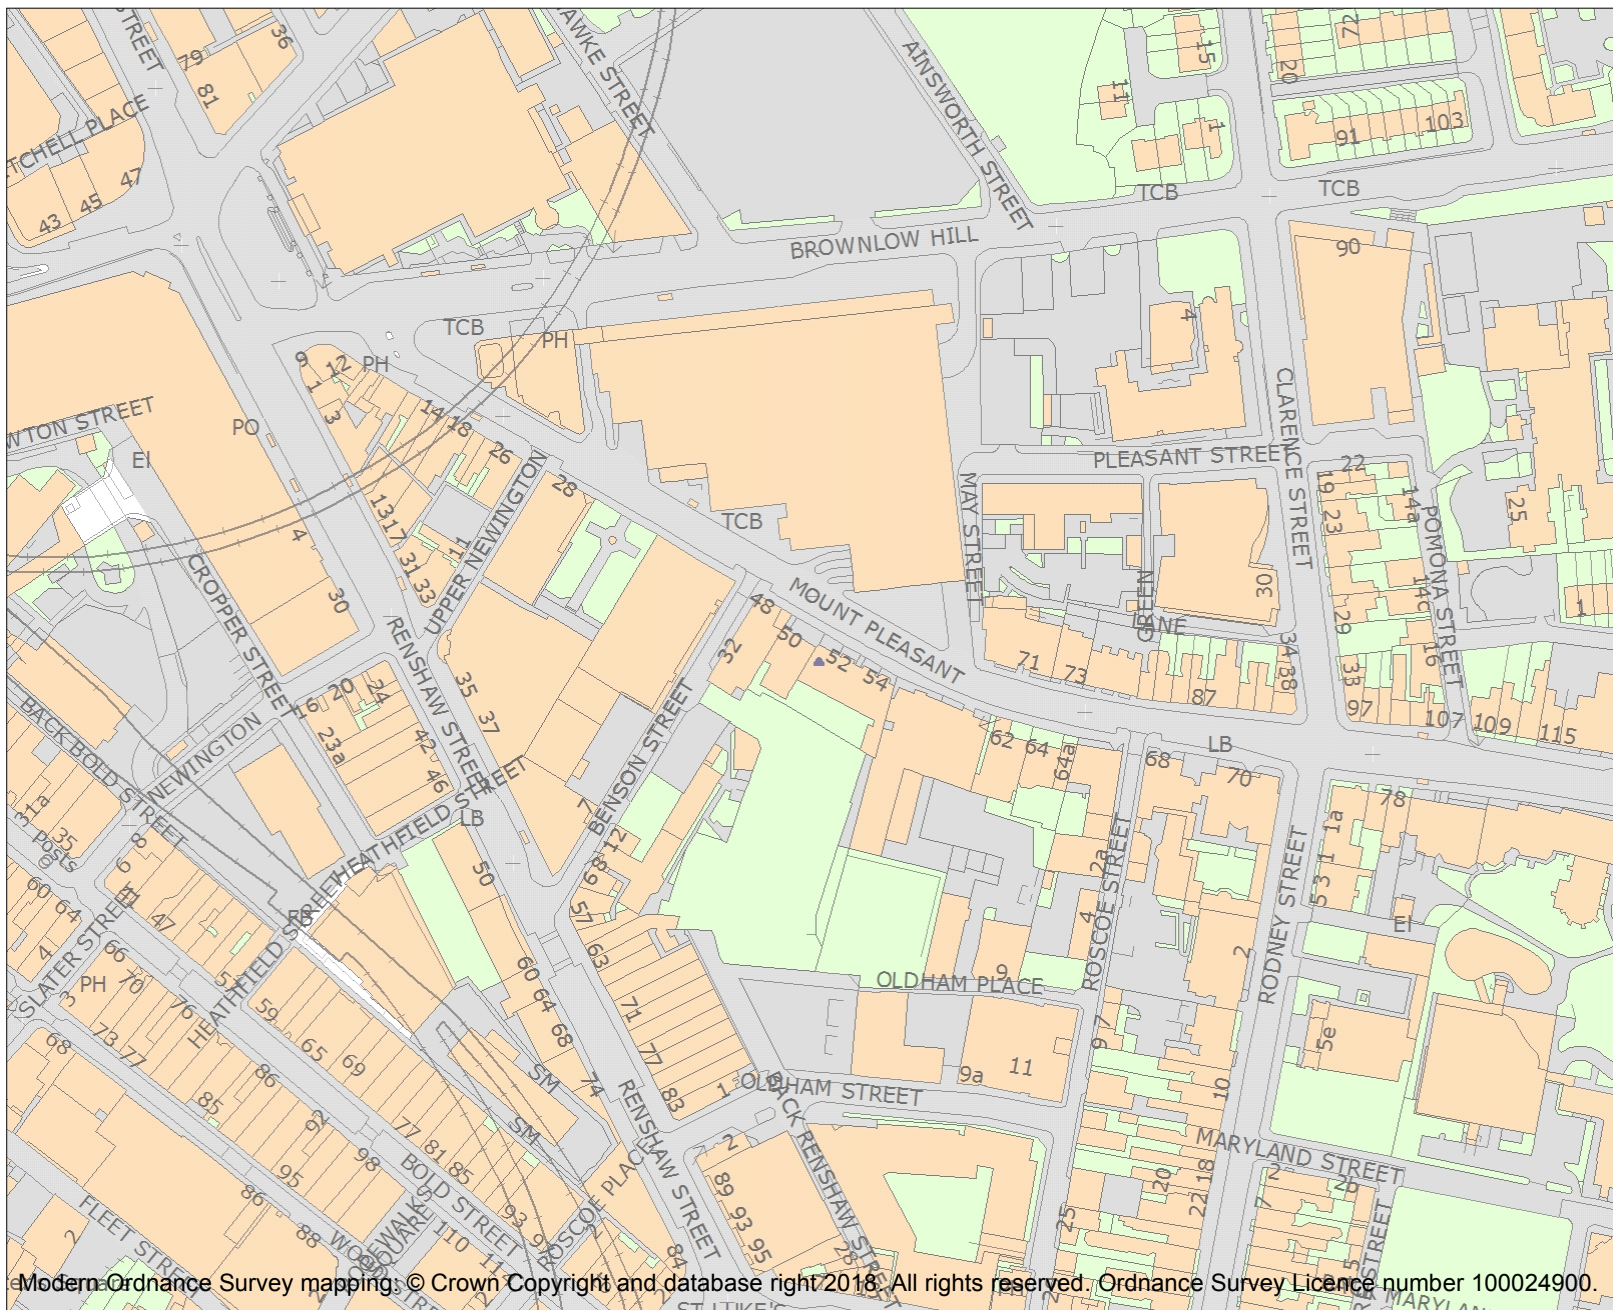 STREET
36
79
81
HAWKE STREET
AINSWORTH STREET
15
11
1
20
72
91
103
TCB
TCB
47
45
43
BROWNLOW HILL
90
TCB
PH
PH
9
12
1
3
14
18
26
28
4
PO
EI
CLARENCE STREET
PLEASANT STREET
22
19
23
14a
14c
POMONA STREET
25
13
17
11
31
33
UPPER NEWINGTON
TCB
MAY STREET
MOUNT PLEASANT
GREEN
LANE
30
29
1
34
38
33
16
4
30
CROPPER STREET
RENSHAW STREET
48
50
52
54
32
71
73
87
97
107
109
115
35
37
20
24
16
23a
42
46
NEWINGTON
BACK BOLD STREET
31a
35
posts
BENSON STREET
7
62
64
64a
68
LB
70
78
HEATHFIELD STREET
LB
6
8
12
50
57
63
1a
1
3
5
RODNEY STREET
ROSCOE STREET
2a
4
2
EI
60
64
6
8
41
47
SLATER STREET
4
3
PH
66
70
76
57
59
65
69
HEATHFIELD STREET
60
64
68
74
71
77
83
1
OLDHAM PLACE
9
9a
11
97
5e
10
OLDHAM STREET
BACK RENSHAW STREET
RENSHAW STREET
SM
SM
68
73
77
85
86
92
95
98
77
81
85
93
BOLD STREET
ROSCOE PLACE
2
89
93
95
28
MARYLAND STREET
20
18
22
2
2b
7
25
FLEET STREET
86
88
2
110
84
Modern Ordnance Survey mapping: © Crown Copyright and database right 2018. All rights reserved. Ordnance Survey Licence number 100024900.